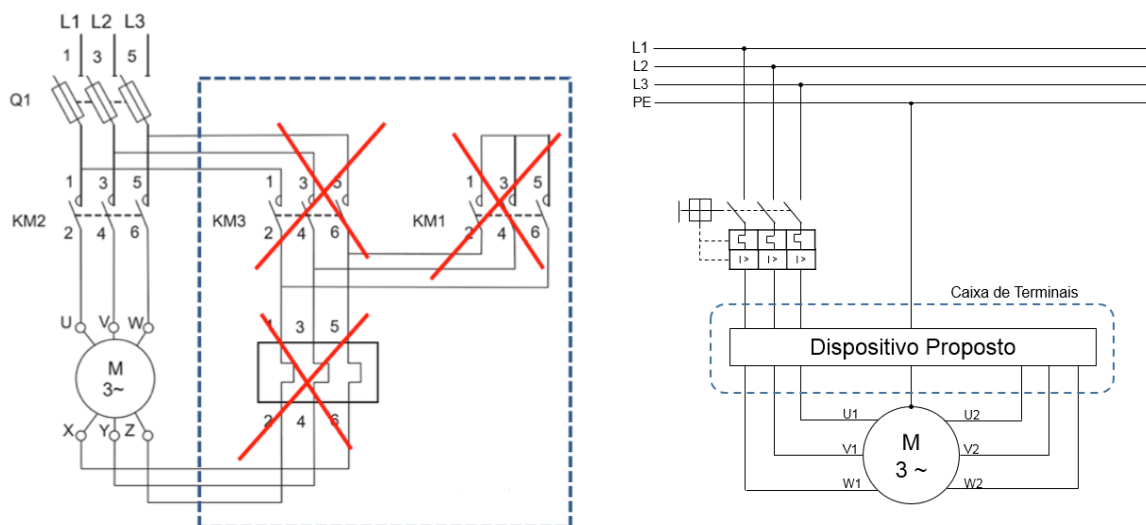 L1 L2 L3
1 3 5
Q1
1 3 5
KM2
2 4 6
1 3 5
KM3
2 4 6
1 3 5
KM1
2 4 6
U V W
M
3~
X Y Z
1 3 5
2 4 6
L1
L2
L3
PE
I > I > I >
Caixa de Terminais
Dispositivo Proposto
U1 U2
V1 V2
W1 W2
M
3 ~